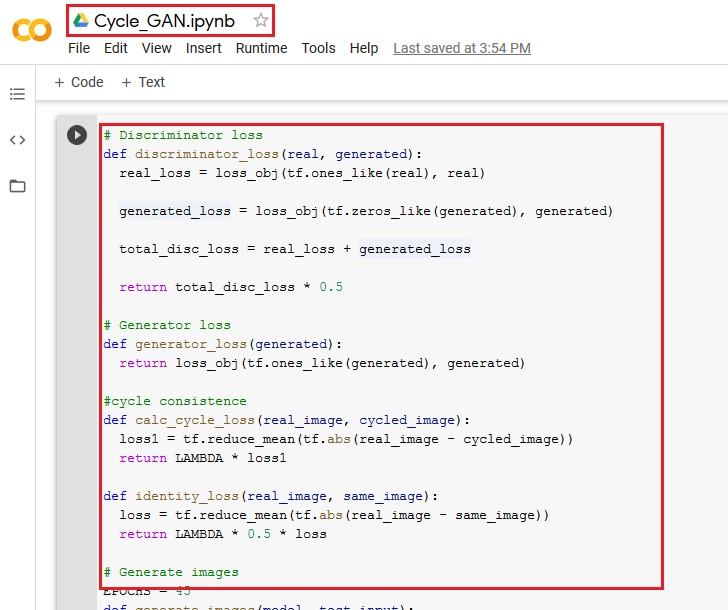 Cycle_GAN.ipynb
File Edit View Insert Runtime Tools Help Last saved at 3:54 PM
+ Code + Text
# Discriminator loss
def discriminator_loss(real, generated):
real_loss = loss_obj(tf.ones_like(real), real)
generated_loss = loss_obj(tf.zeros_like(generated), generated)
total_disc_loss = real_loss + generated_loss
return total_disc_loss * 0.5
# Generator loss
def generator_loss(generated):
return loss_obj(tf.ones_like(generated), generated)
#cycle consistence
def calc_cycle_loss(real_image, cycled_image):
loss1 = tf.reduce_mean(tf.abs(real_image - cycled_image))
return LAMBDA * loss1
def identity_loss(real_image, same_image):
loss = tf.reduce_mean(tf.abs(real_image - same_image))
return LAMBDA * 0.5 * loss
# Generate images
EPOCHS = 45
def generate_images(model, test_input):